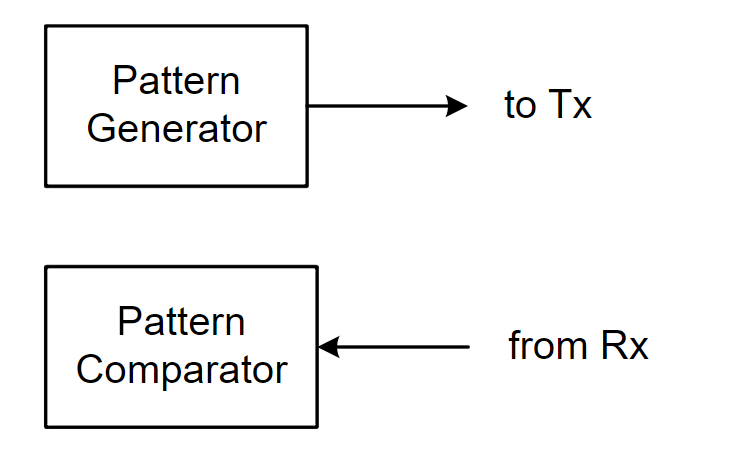 Pattern
Generator
to Tx
Pattern
Comparator
from Rx